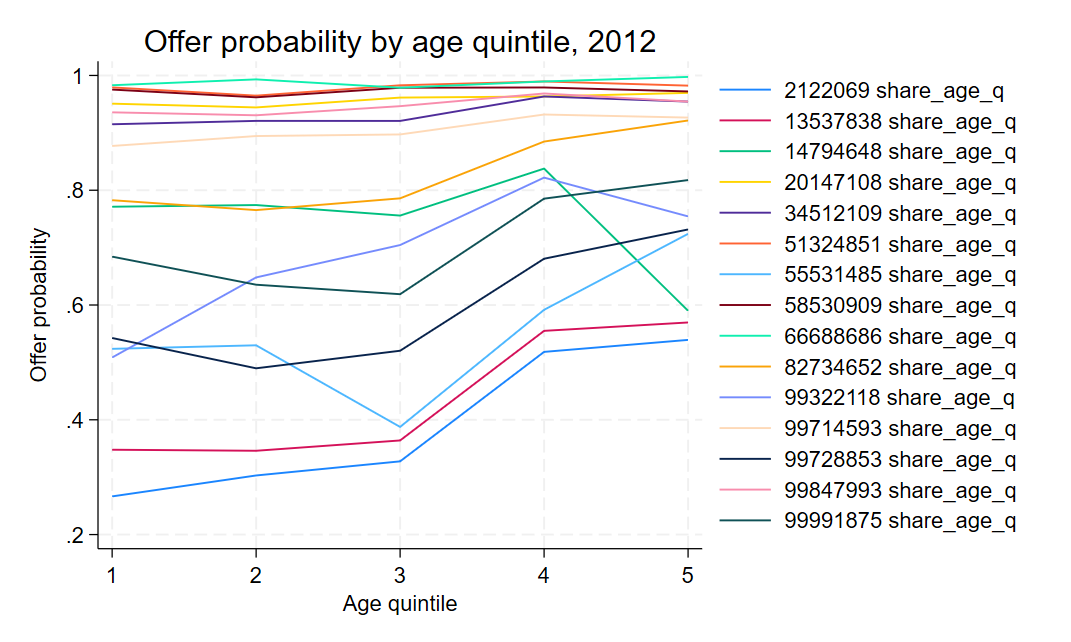 Offer probability by age quintile, 2012
Offer probability
1
.8
.6
.4
.2
1 2 3 4 5
Age quintile
2122069 share_age_q
13537838 share_age_q
14794648 share_age_q
20147108 share_age_q
34512109 share_age_q
51324851 share_age_q
55531485 share_age_q
58530909 share_age_q
66688686 share_age_q
82734652 share_age_q
99322118 share_age_q
99714593 share_age_q
99728853 share_age_q
99847993 share_age_q
99991875 share_age_q